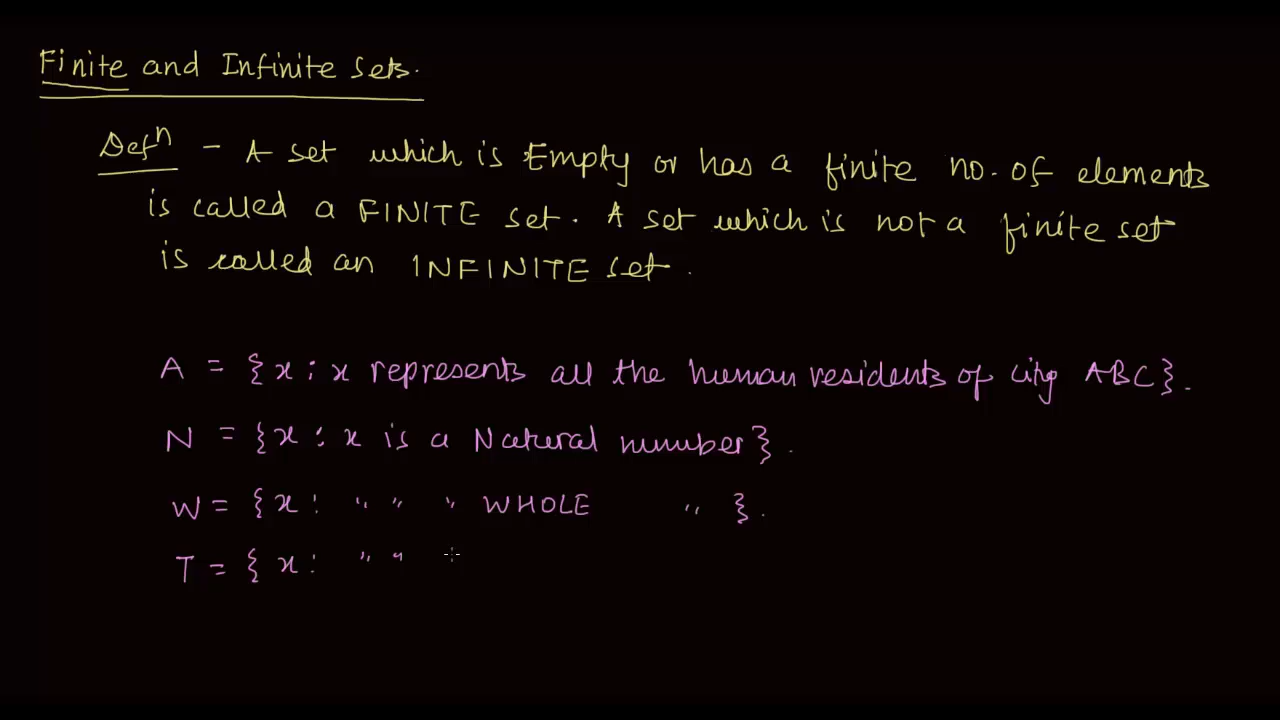 Finite and Infinite sets.
Defⁿ - A set which is Empty or has a finite no. of elements
is called a FINITE set. A set which is not a finite set
is called an INFINITE set.
A = {x : x represents all the human residents of city ABC}.
N = {x : x is a Natural number}.
W = {x : " " " WHOLE " }.
T = { x : " "